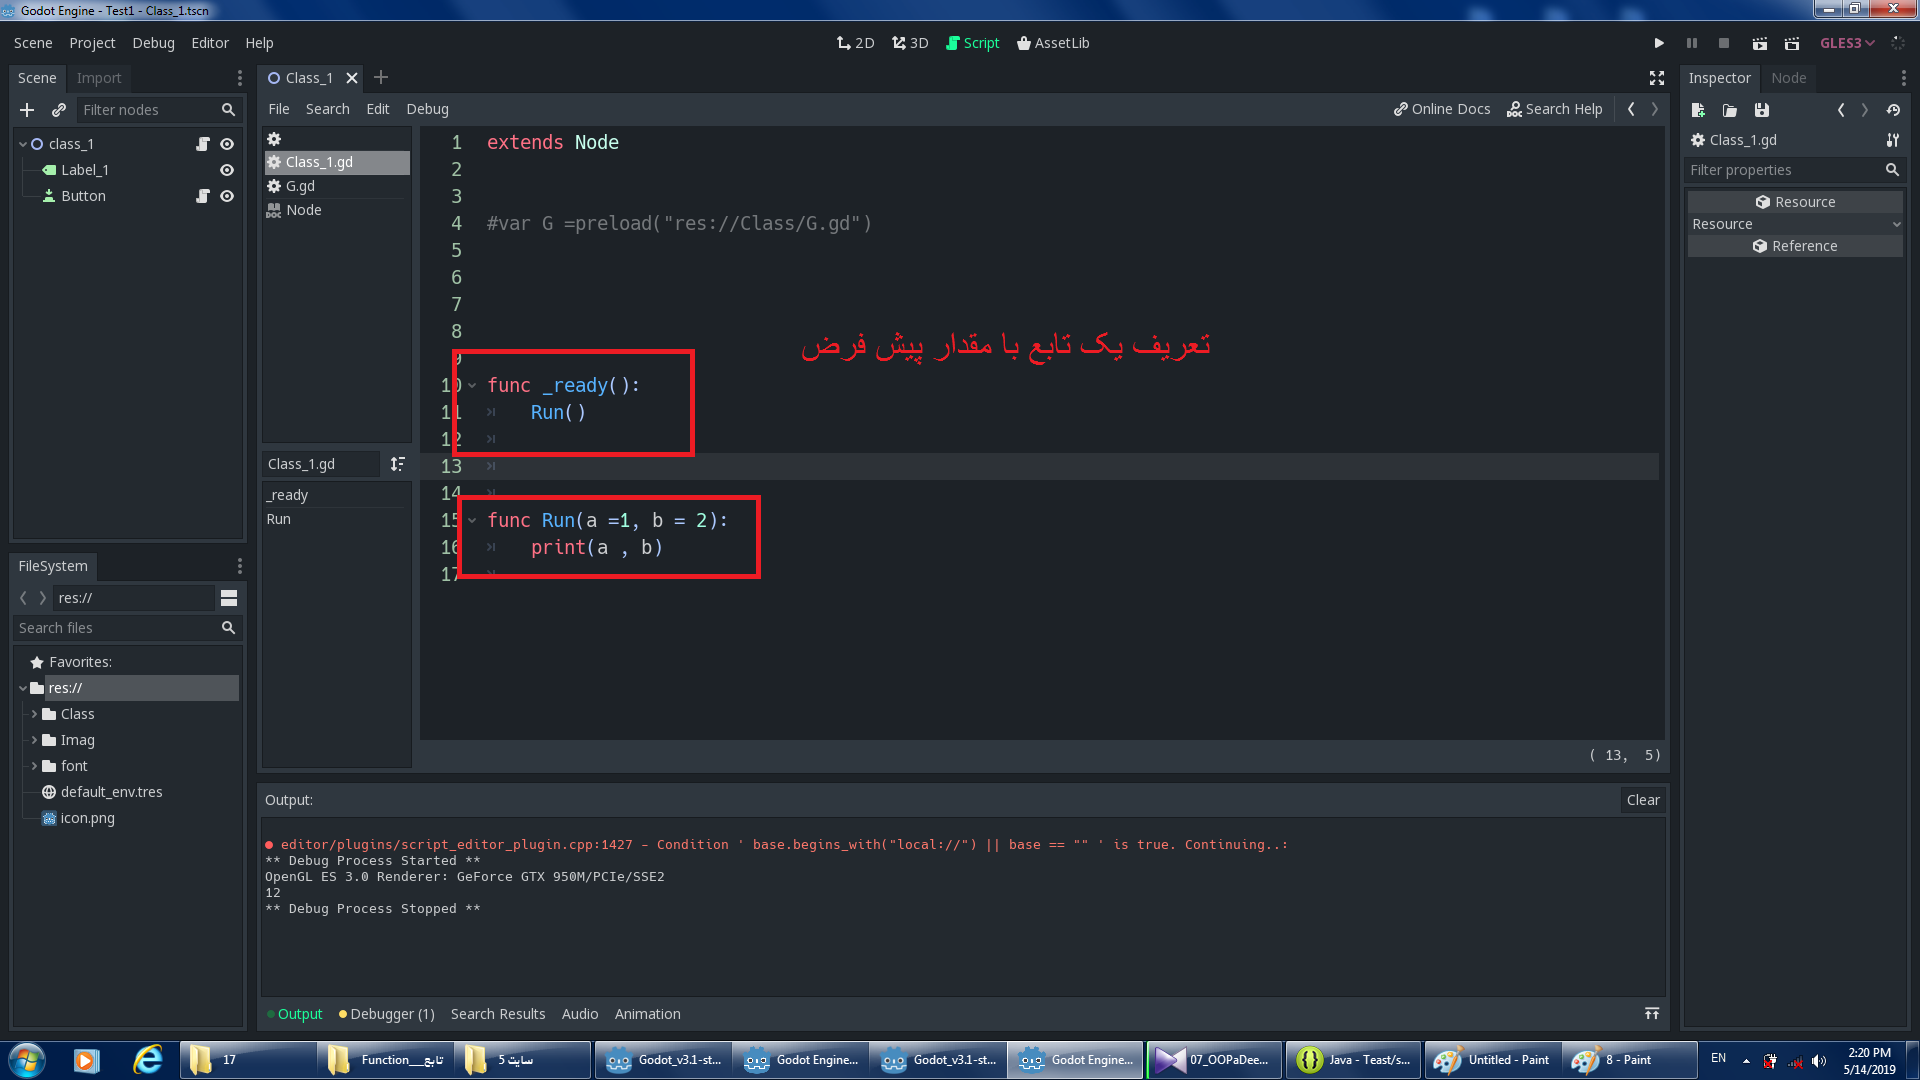 Godot Engine - Test1 - Class_1.tscn
Scene Project Debug Editor Help
2D 3D Script AssetLib
GLES3
Scene Import
Filter nodes
class_1
Label_1
Button
Class_1
File Search Edit Debug
Online Docs Search Help
Class_1.gd
G.gd
Node
Class_1.gd
_ready
Run
1 extends Node
2
3
4 #var G =preload("res://Class/G.gd")
5
6
7
8
تعریف یک تابع با مقدار پیش فرض
9
10 func _ready():
11 Run()
12
13
14
15 func Run(a =1, b = 2):
16 print(a , b)
17
( 13, 5)
FileSystem
res://
Search files
Favorites:
res://
Class
Imag
font
default_env.tres
icon.png
Output:
Clear
editor/plugins/script_editor_plugin.cpp:1427 - Condition ' base.begins_with("local://") || base == "" ' is true. Continuing..:
** Debug Process Started **
OpenGL ES 3.0 Renderer: GeForce GTX 950M/PCIe/SSE2
12
** Debug Process Stopped **
Output Debugger (1) Search Results Audio Animation
Inspector Node
Class_1.gd
Filter properties
Resource
Resource
Reference
17
Function__تابع...
سایت 5
Godot_v3.1-st...
Godot Engine...
Godot_v3.1-st...
Godot Engine...
07_OOPaDee...
Java - Teast/s...
Untitled - Paint
8 - Paint
EN
2:20 PM
5/14/2019